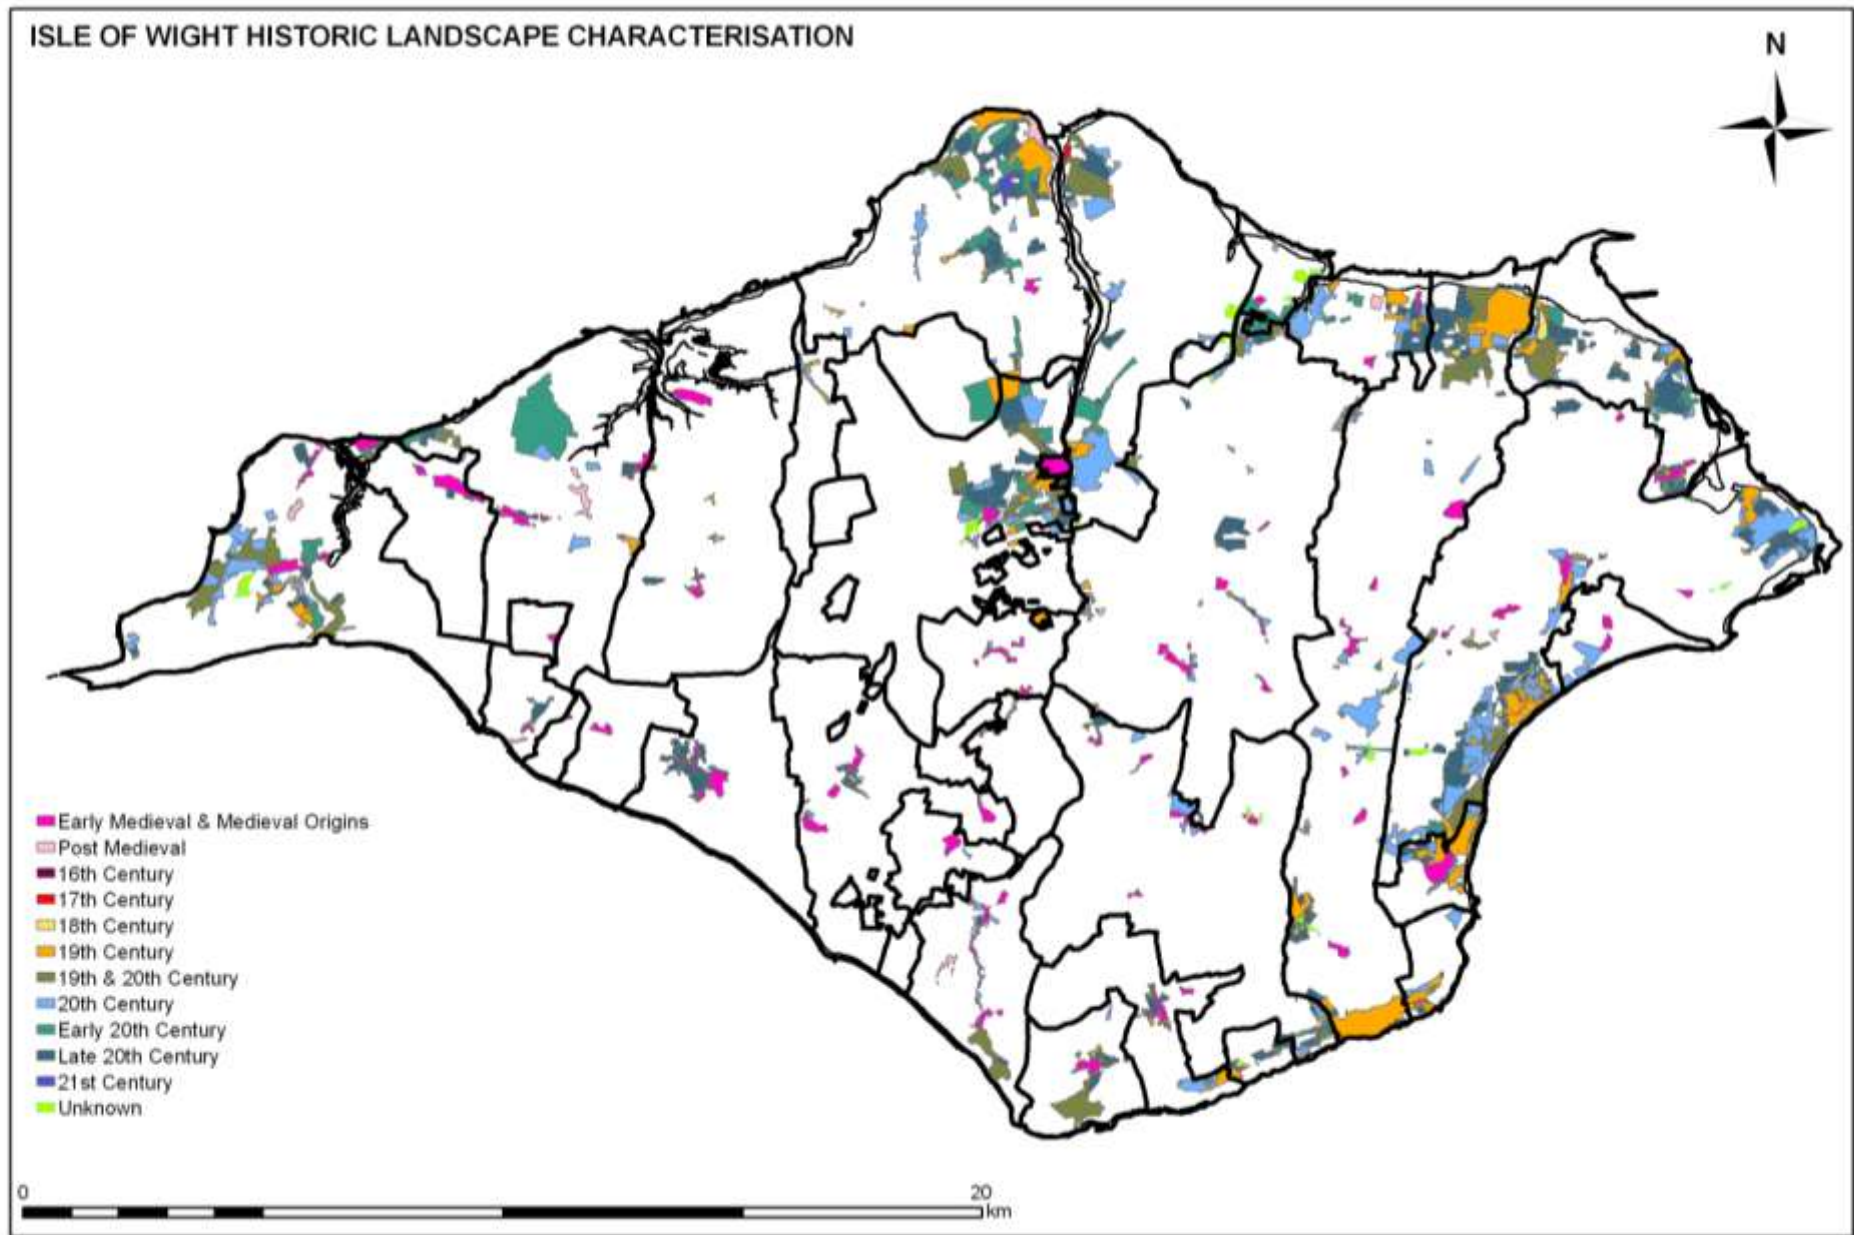 ISLE OF WIGHT HISTORIC LANDSCAPE CHARACTERISATION
N
Early Medieval & Medieval Origins
Post Medieval
16th Century
17th Century
18th Century
19th Century
19th & 20th Century
20th Century
Early 20th Century
Late 20th Century
21st Century
Unknown
0 20
km